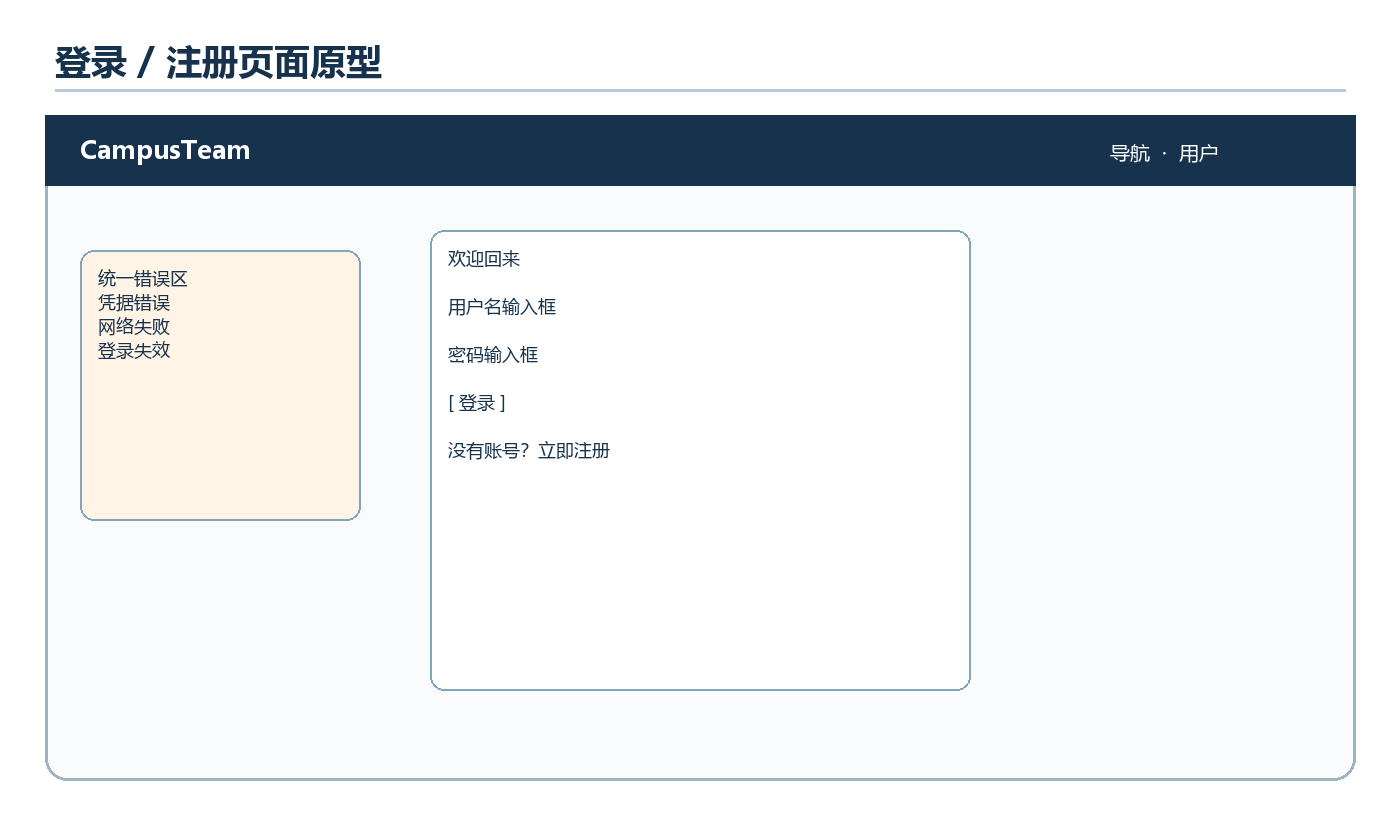 登录 / 注册页面原型
CampusTeam
导航 · 用户
统一错误区
凭据错误
网络失败
登录失效
欢迎回来
用户名输入框
密码输入框
[ 登录 ]
没有账号？立即注册